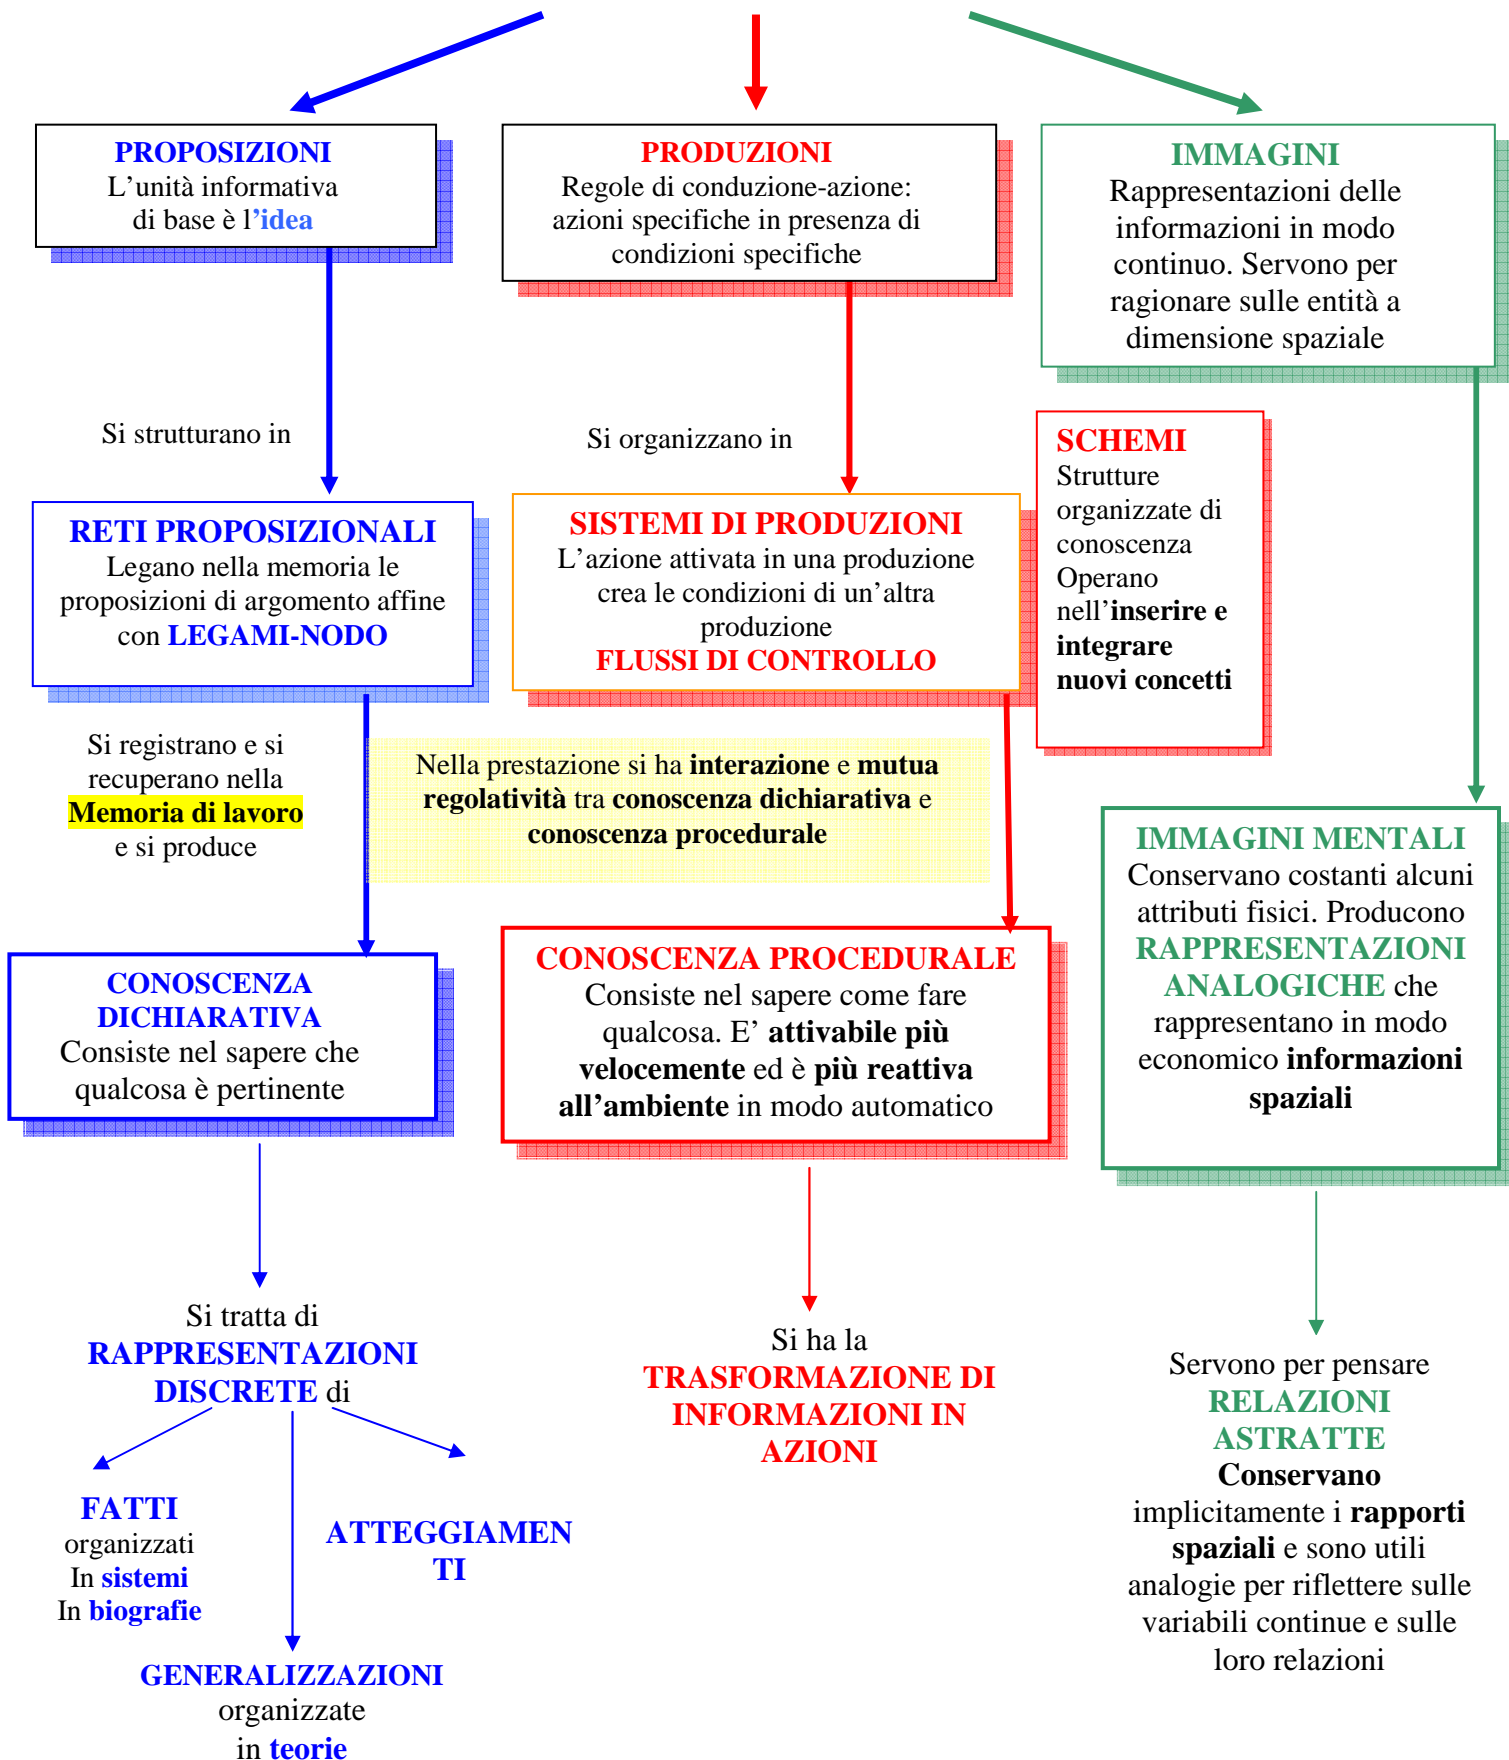 PROPOSIZIONI
L’unità informativa
di base è l’idea
PRODUZIONI
Regole di conduzione-azione:
azioni specifiche in presenza di
condizioni specifiche
IMMAGINI
Rappresentazioni delle
informazioni in modo
continuo. Servono per
ragionare sulle entità a
dimensione spaziale
Si strutturano in
Si organizzano in
SCHEMI
Strutture
organizzate di
conoscenza
Operano
nell’inserire e
integrare
nuovi concetti
RETI PROPOSIZIONALI
Legano nella memoria le
proposizioni di argomento affine
con LEGAMI-NODO
SISTEMI DI PRODUZIONI
L’azione attivata in una produzione
crea le condizioni di un’altra
produzione
FLUSSI DI CONTROLLO
Si registrano e si
recuperano nella
Memoria di lavoro
e si produce
Nella prestazione si ha interazione e mutua
regolatività tra conoscenza dichiarativa e
conoscenza procedurale
IMMAGINI MENTALI
Conservano costanti alcuni
attributi fisici. Producono
RAPPRESENTAZIONI
ANALOGICHE che
rappresentano in modo
economico informazioni
spaziali
CONOSCENZA
DICHIARATIVA
Consiste nel sapere che
qualcosa è pertinente
CONOSCENZA PROCEDURALE
Consiste nel sapere come fare
qualcosa. E’ attivabile più
velocemente ed è più reattiva
all’ambiente in modo automatico
Si tratta di
RAPPRESENTAZIONI
DISCRETE di
Si ha la
TRASFORMAZIONE DI
INFORMAZIONI IN
AZIONI
Servono per pensare
RELAZIONI
ASTRATTE
Conservano
implicitamente i rapporti
spaziali e sono utili
analogie per riflettere sulle
variabili continue e sulle
loro relazioni
FATTI
organizzati
In sistemi
In biografie
ATTEGGIAMEN
TI
GENERALIZZAZIONI
organizzate
in teorie